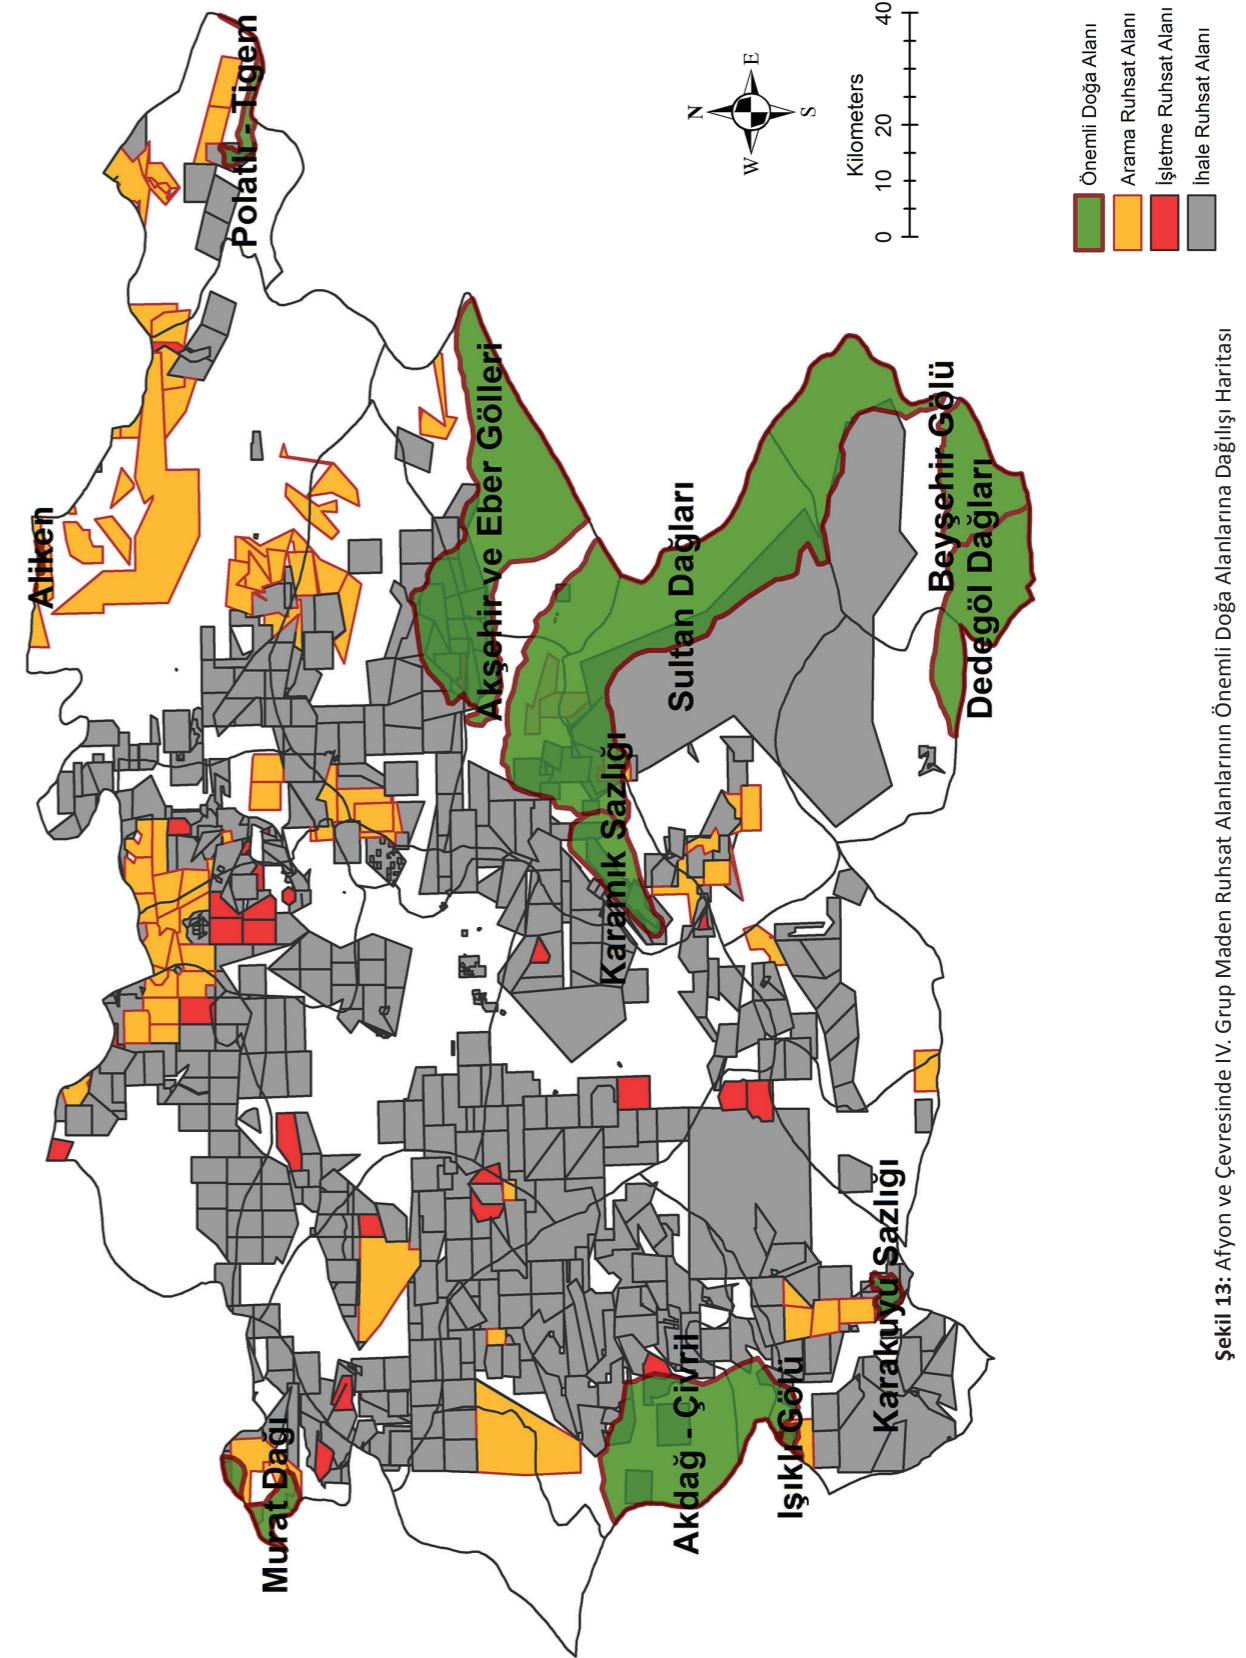 Aliken
Polatlı - Tigem
Murat Dağı
Akşehir ve Eber Gölleri
Karamık Sazlığı
Sultan Dağları
Akdağ - Çivril
Işıklı Gölü
Karakuyu Sazlığı
Beyşehir Gölü
Dedegöl Dağları
N
W
E
S
Kilometers
0 10 20 40
Önemli Doğa Alanı
Arama Ruhsat Alanı
İşletme Ruhsat Alanı
İhale Ruhsat Alanı
Şekil 13: Afyon ve Çevresinde IV. Grup Maden Ruhsat Alanlarının Önemli Doğa Alanlarına Dağılışı Haritası